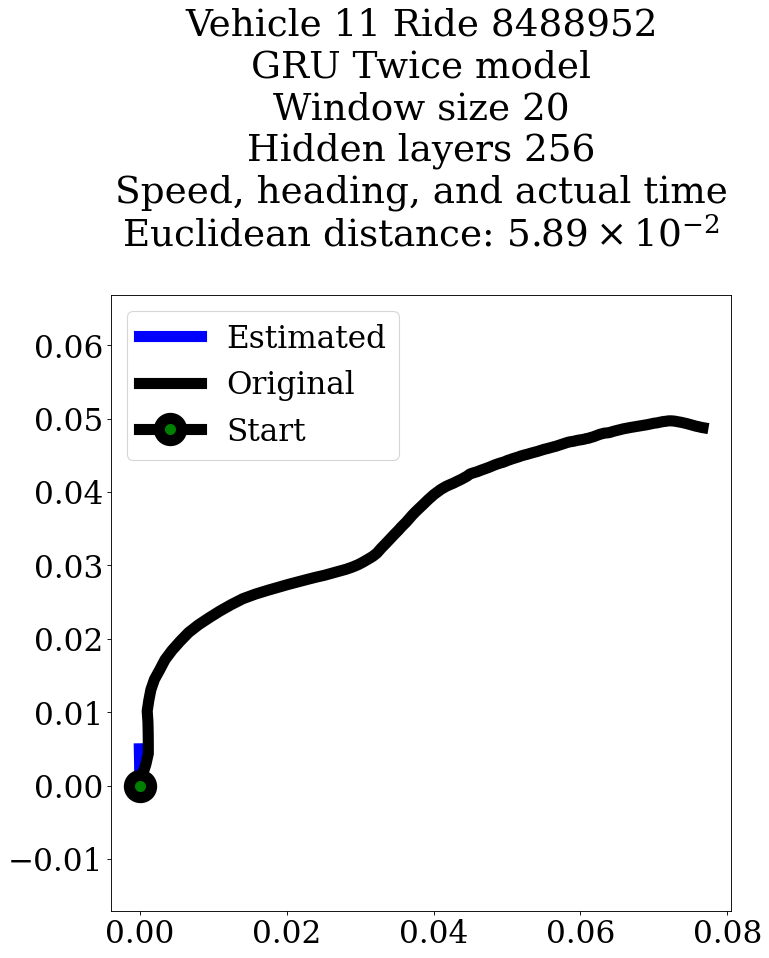 Vehicle 11 Ride 8488952
GRU Twice model
Window size 20
Hidden layers 256
Speed, heading, and actual time
Euclidean distance: 5.89 × 10⁻²
Estimated
Original
Start
0.06
0.05
0.04
0.03
0.02
0.01
0.00
−0.01
0.00 0.02 0.04 0.06 0.08